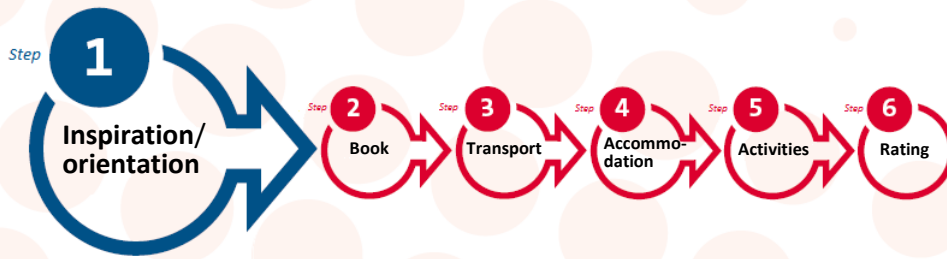 Step 1
Inspiration/
orientation
Step 2
Book
Step 3
Transport
Step 4
Accommo-
dation
Step 5
Activities
Step 6
Rating